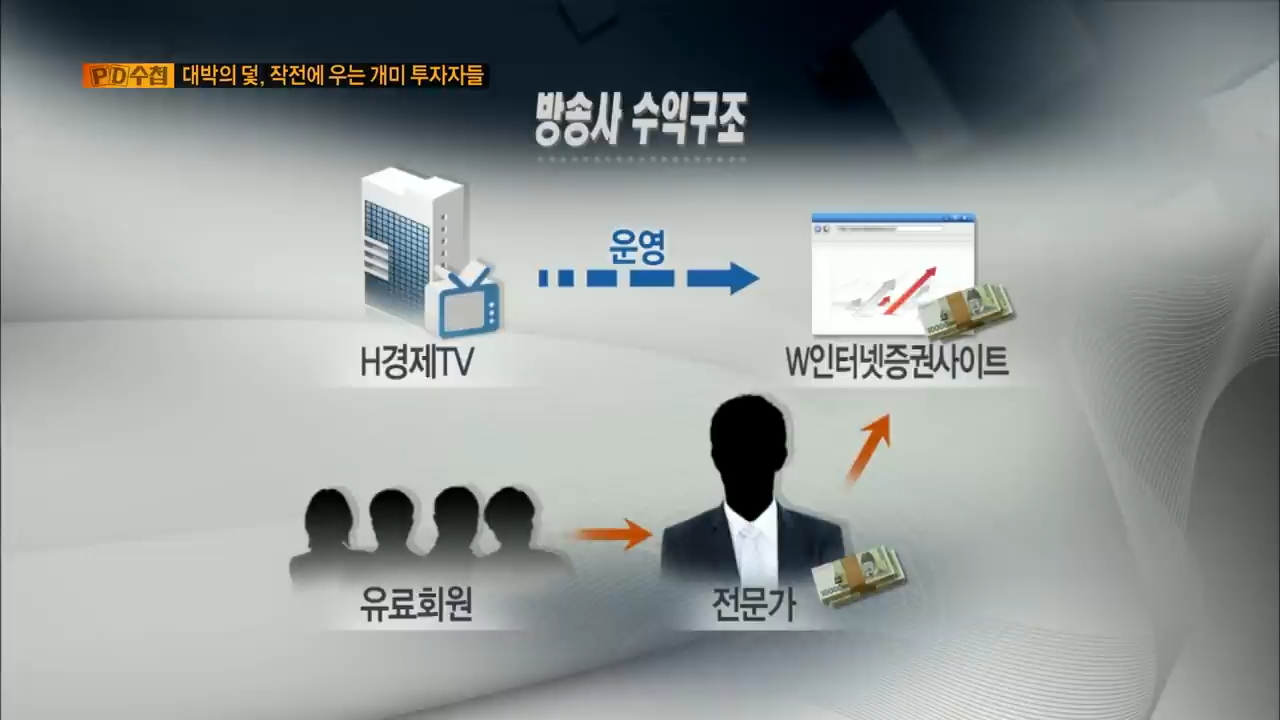 PD수첩 대박의 덫, 작전에 우는 개미 투자자들
방송사 수익구조
운영
H경제TV
W인터넷증권사이트
유료회원
전문가